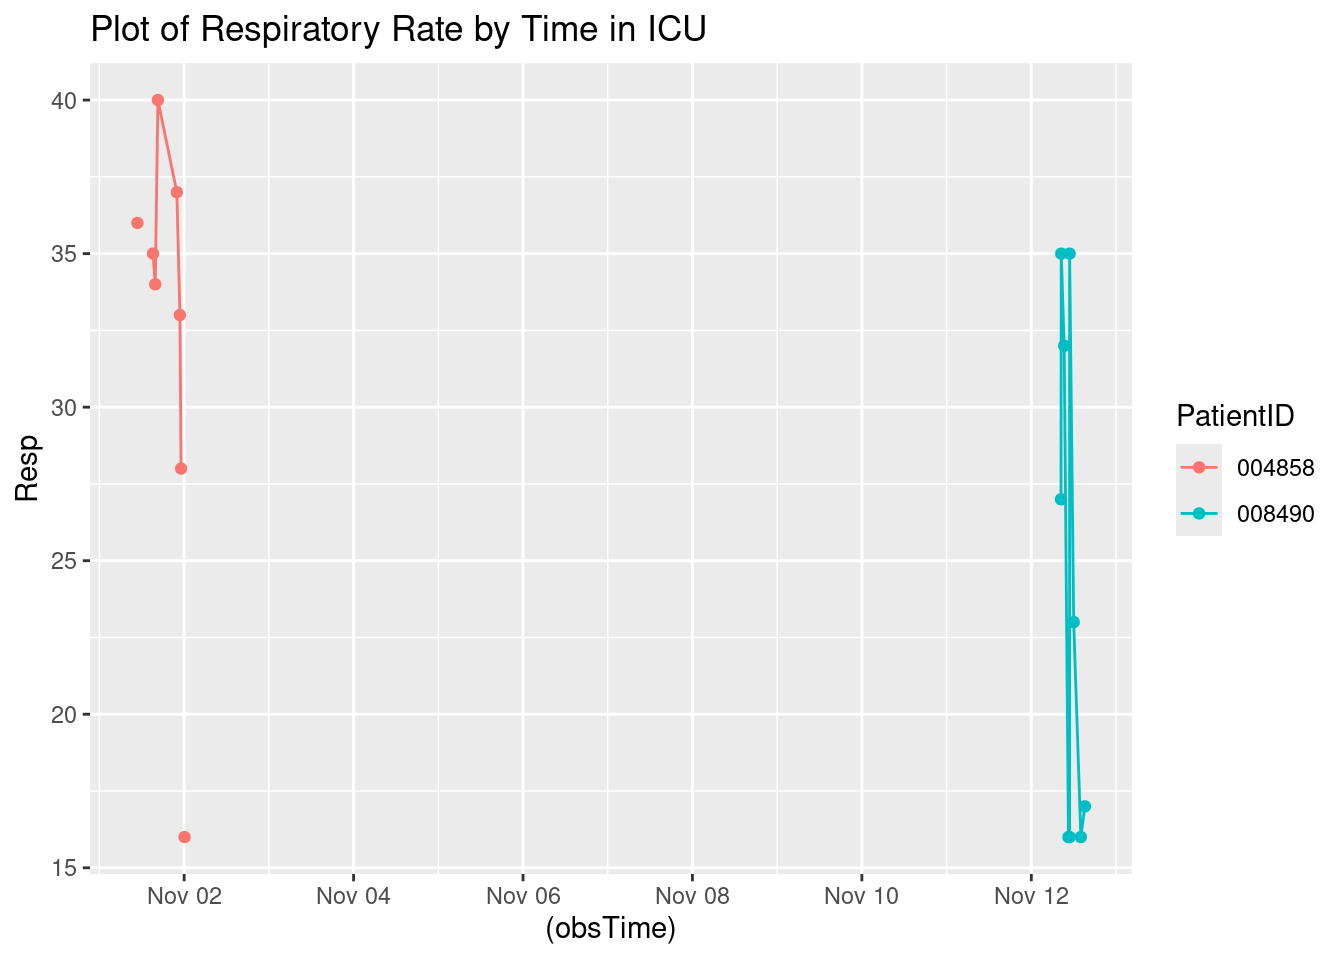 Plot of Respiratory Rate by Time in ICU
40
35
30
25
20
15
Resp
Nov 02 Nov 04 Nov 06 Nov 08 Nov 10 Nov 12
(obsTime)
PatientID
004858
008490